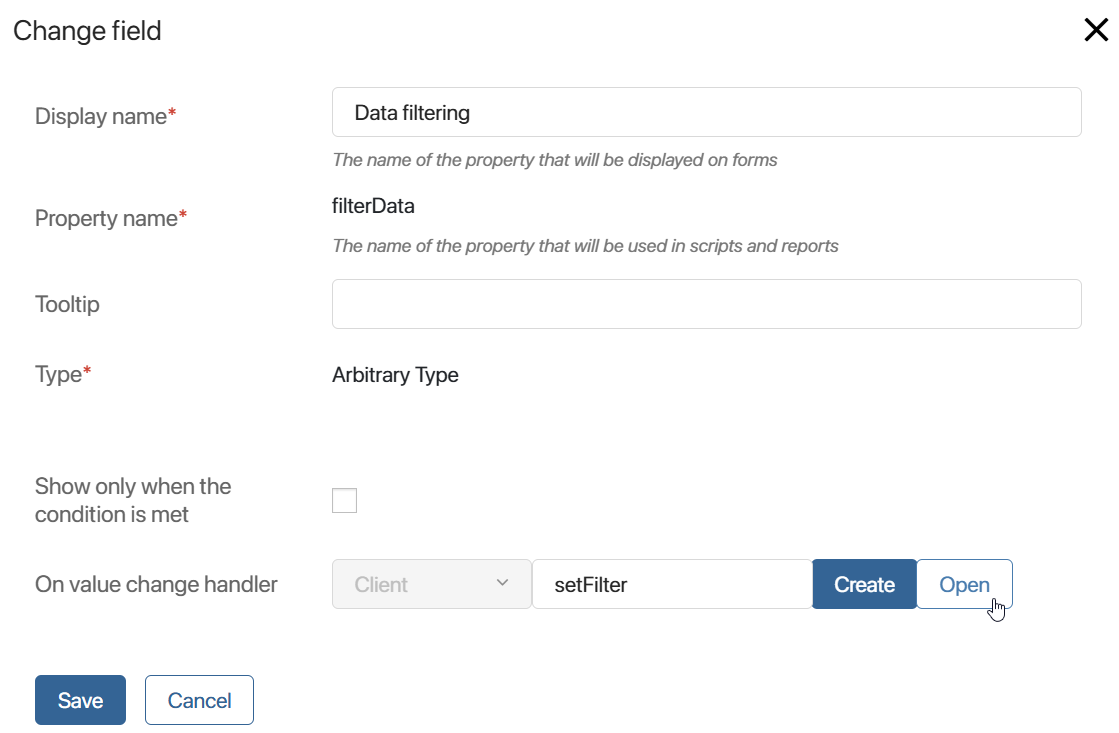 Change field
Display name*
Data filtering
The name of the property that will be displayed on forms
Property name*
filterData
The name of the property that will be used in scripts and reports
Tooltip
Type*
Arbitrary Type
Show only when the
condition is met
On value change handler
Client
setFilter
Create
Open
Save
Cancel